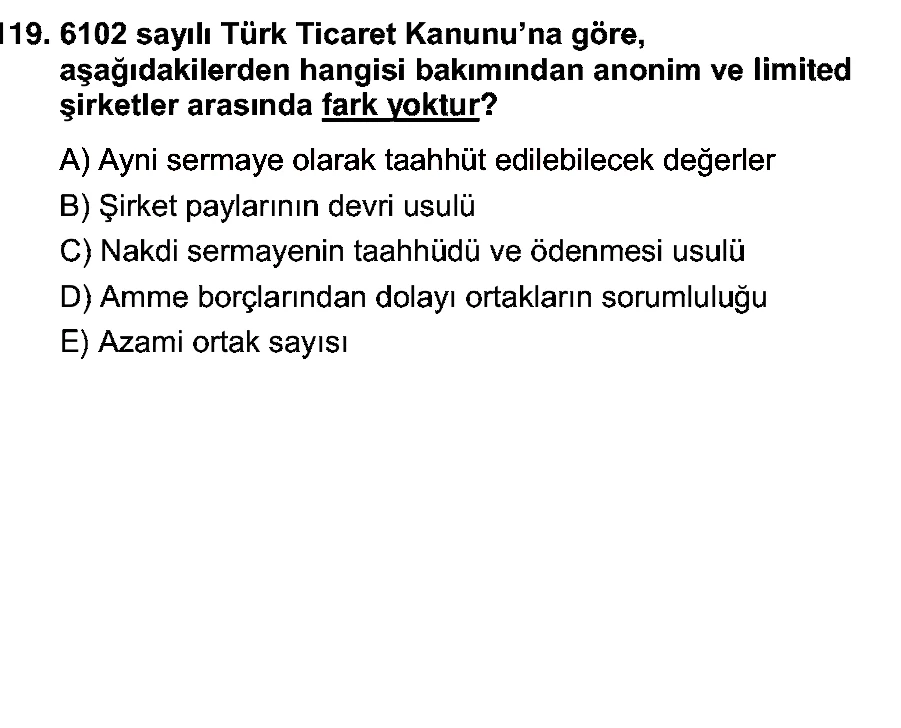 119. 6102 sayılı Türk Ticaret Kanunu’na göre,
aşağıdakilerden hangisi bakımından anonim ve limited
şirketler arasında fark yoktur?
A) Ayni sermaye olarak taahhüt edilebilecek değerler
B) Şirket paylarının devri usulü
C) Nakdi sermayenin taahhüdü ve ödenmesi usulü
D) Amme borçlarından dolayı ortakların sorumluluğu
E) Azami ortak sayısı